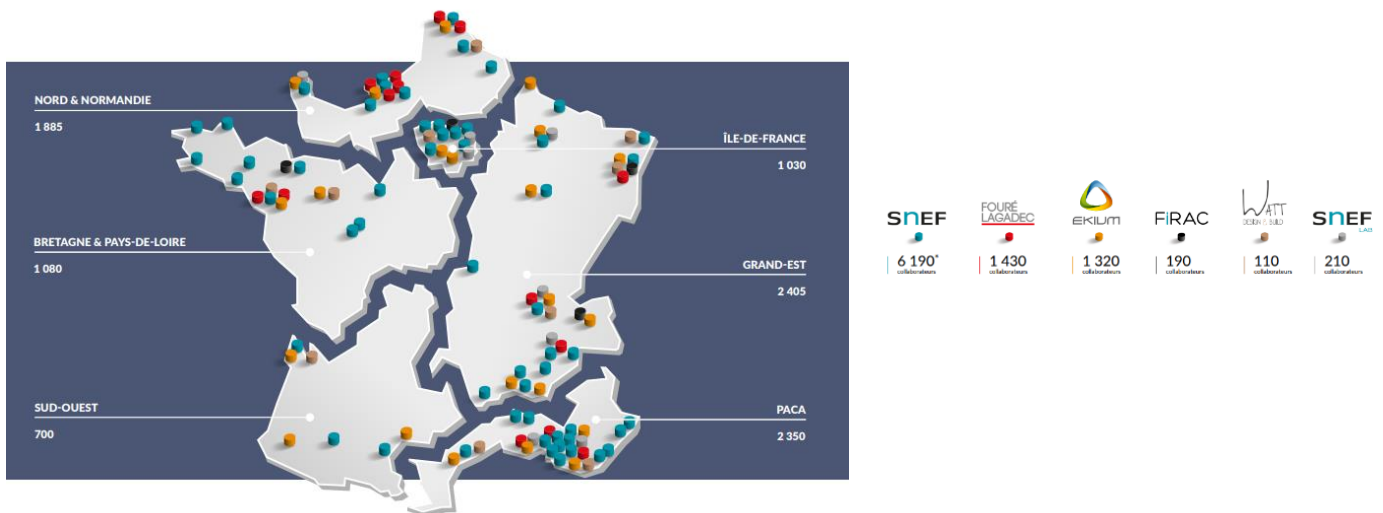 NORD & NORMANDIE
1 885
ÎLE-DE-FRANCE
1 030
BRETAGNE & PAYS-DE-LOIRE
1 080
GRAND-EST
2 405
SUD-OUEST
700
PACA
2 350
SNEF
6 190*
collaborateurs
FOURÉ
LAGADEC
1 430
collaborateurs
EKIUM
1 320
collaborateurs
FiRAC
190
collaborateurs
WATT
DESIGN & BUILD
110
collaborateurs
SNEF
LAB
210
collaborateurs